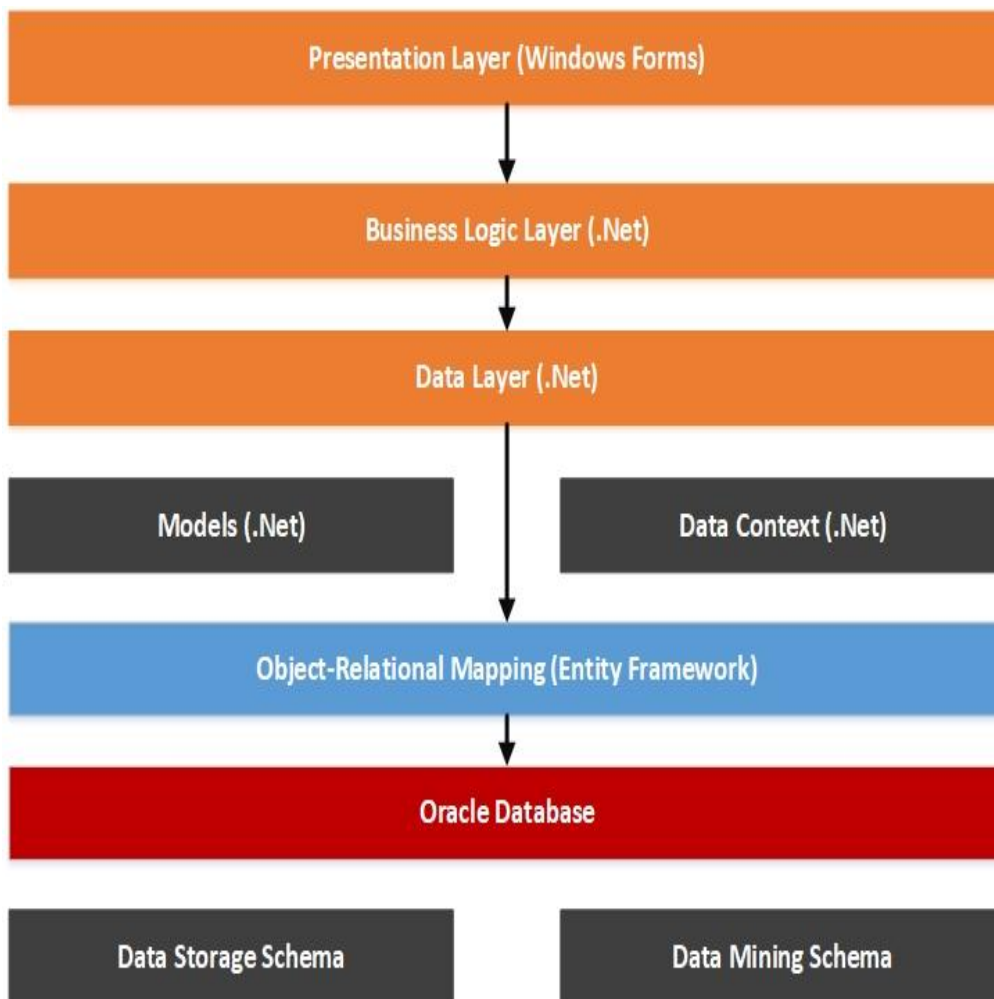 Presentation Layer (Windows Forms)
Business Logic Layer (.Net)
Data Layer (.Net)
Models (.Net)
Data Context (.Net)
Object-Relational Mapping (Entity Framework)
Oracle Database
Data Storage Schema
Data Mining Schema